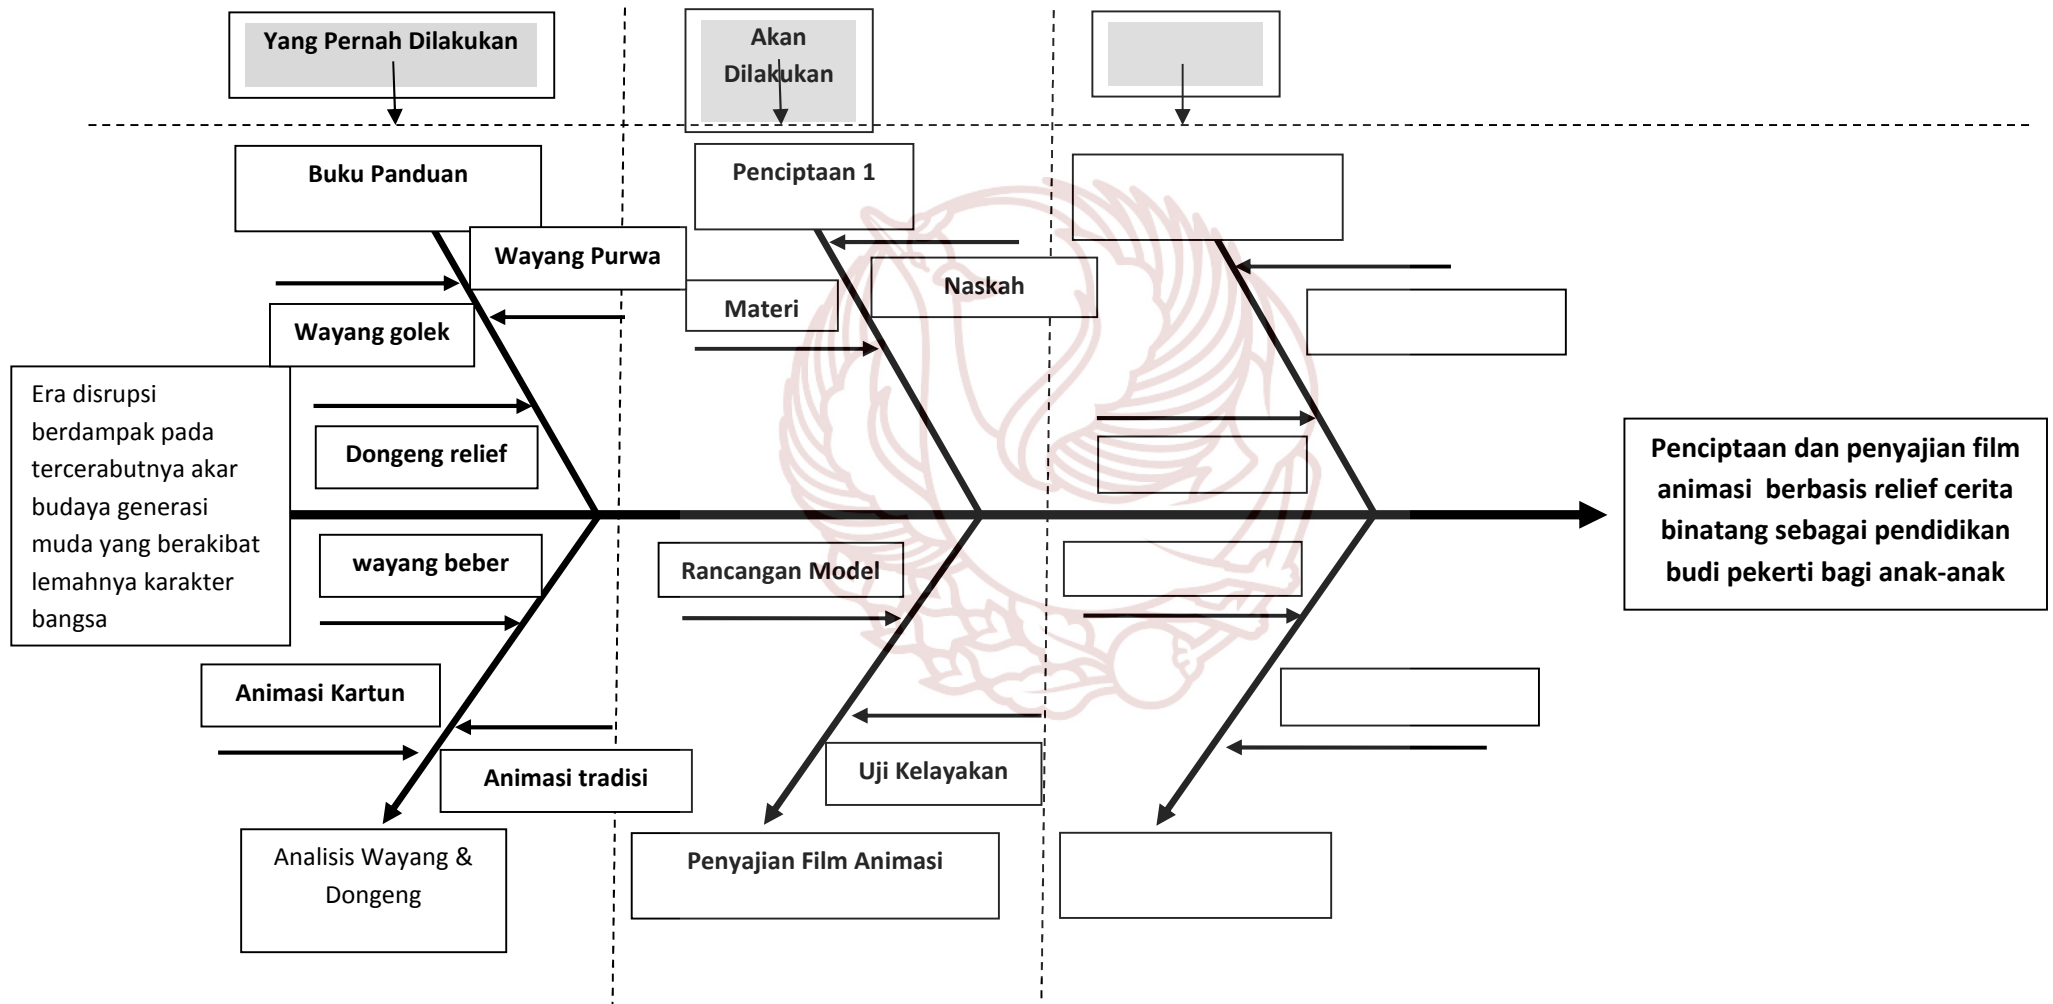 Yang Pernah Dilakukan
Akan
Dilakukan
Buku Panduan
Penciptaan 1
Wayang Purwa
Naskah
Materi
Wayang golek
Era disrupsi
berdampak pada
tercerabutnya akar
budaya generasi
muda yang berakibat
lemahnya karakter
bangsa
Dongeng relief
Penciptaan dan penyajian film
animasi berbasis relief cerita
binatang sebagai pendidikan
budi pekerti bagi anak-anak
wayang beber
Rancangan Model
Animasi Kartun
Animasi tradisi
Uji Kelayakan
Analisis Wayang &
Dongeng
Penyajian Film Animasi